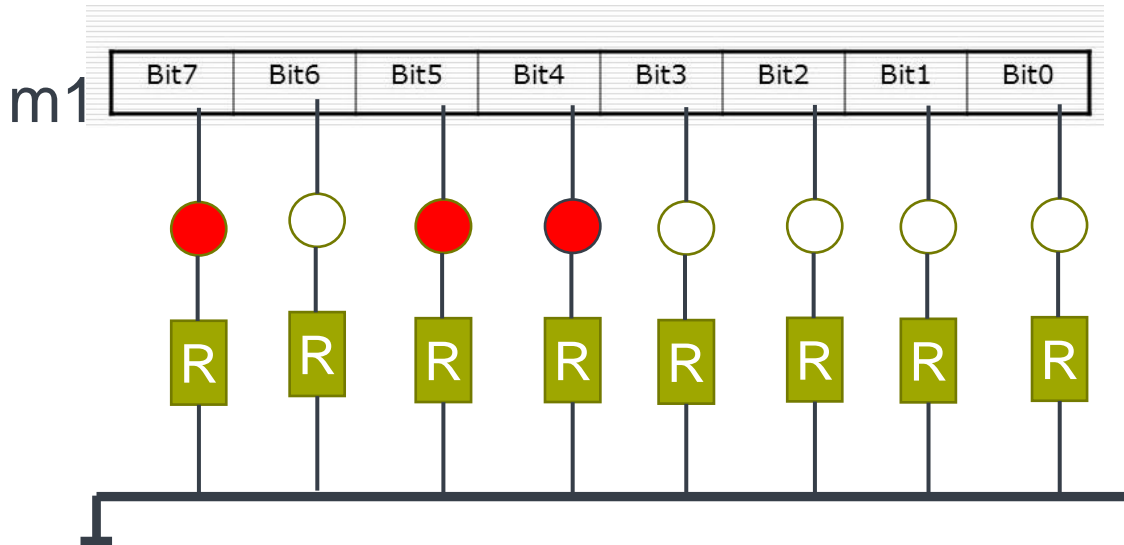 Bit7 Bit6 Bit5 Bit4 Bit3 Bit2 Bit1 Bit0
m1
R R R R R R R R